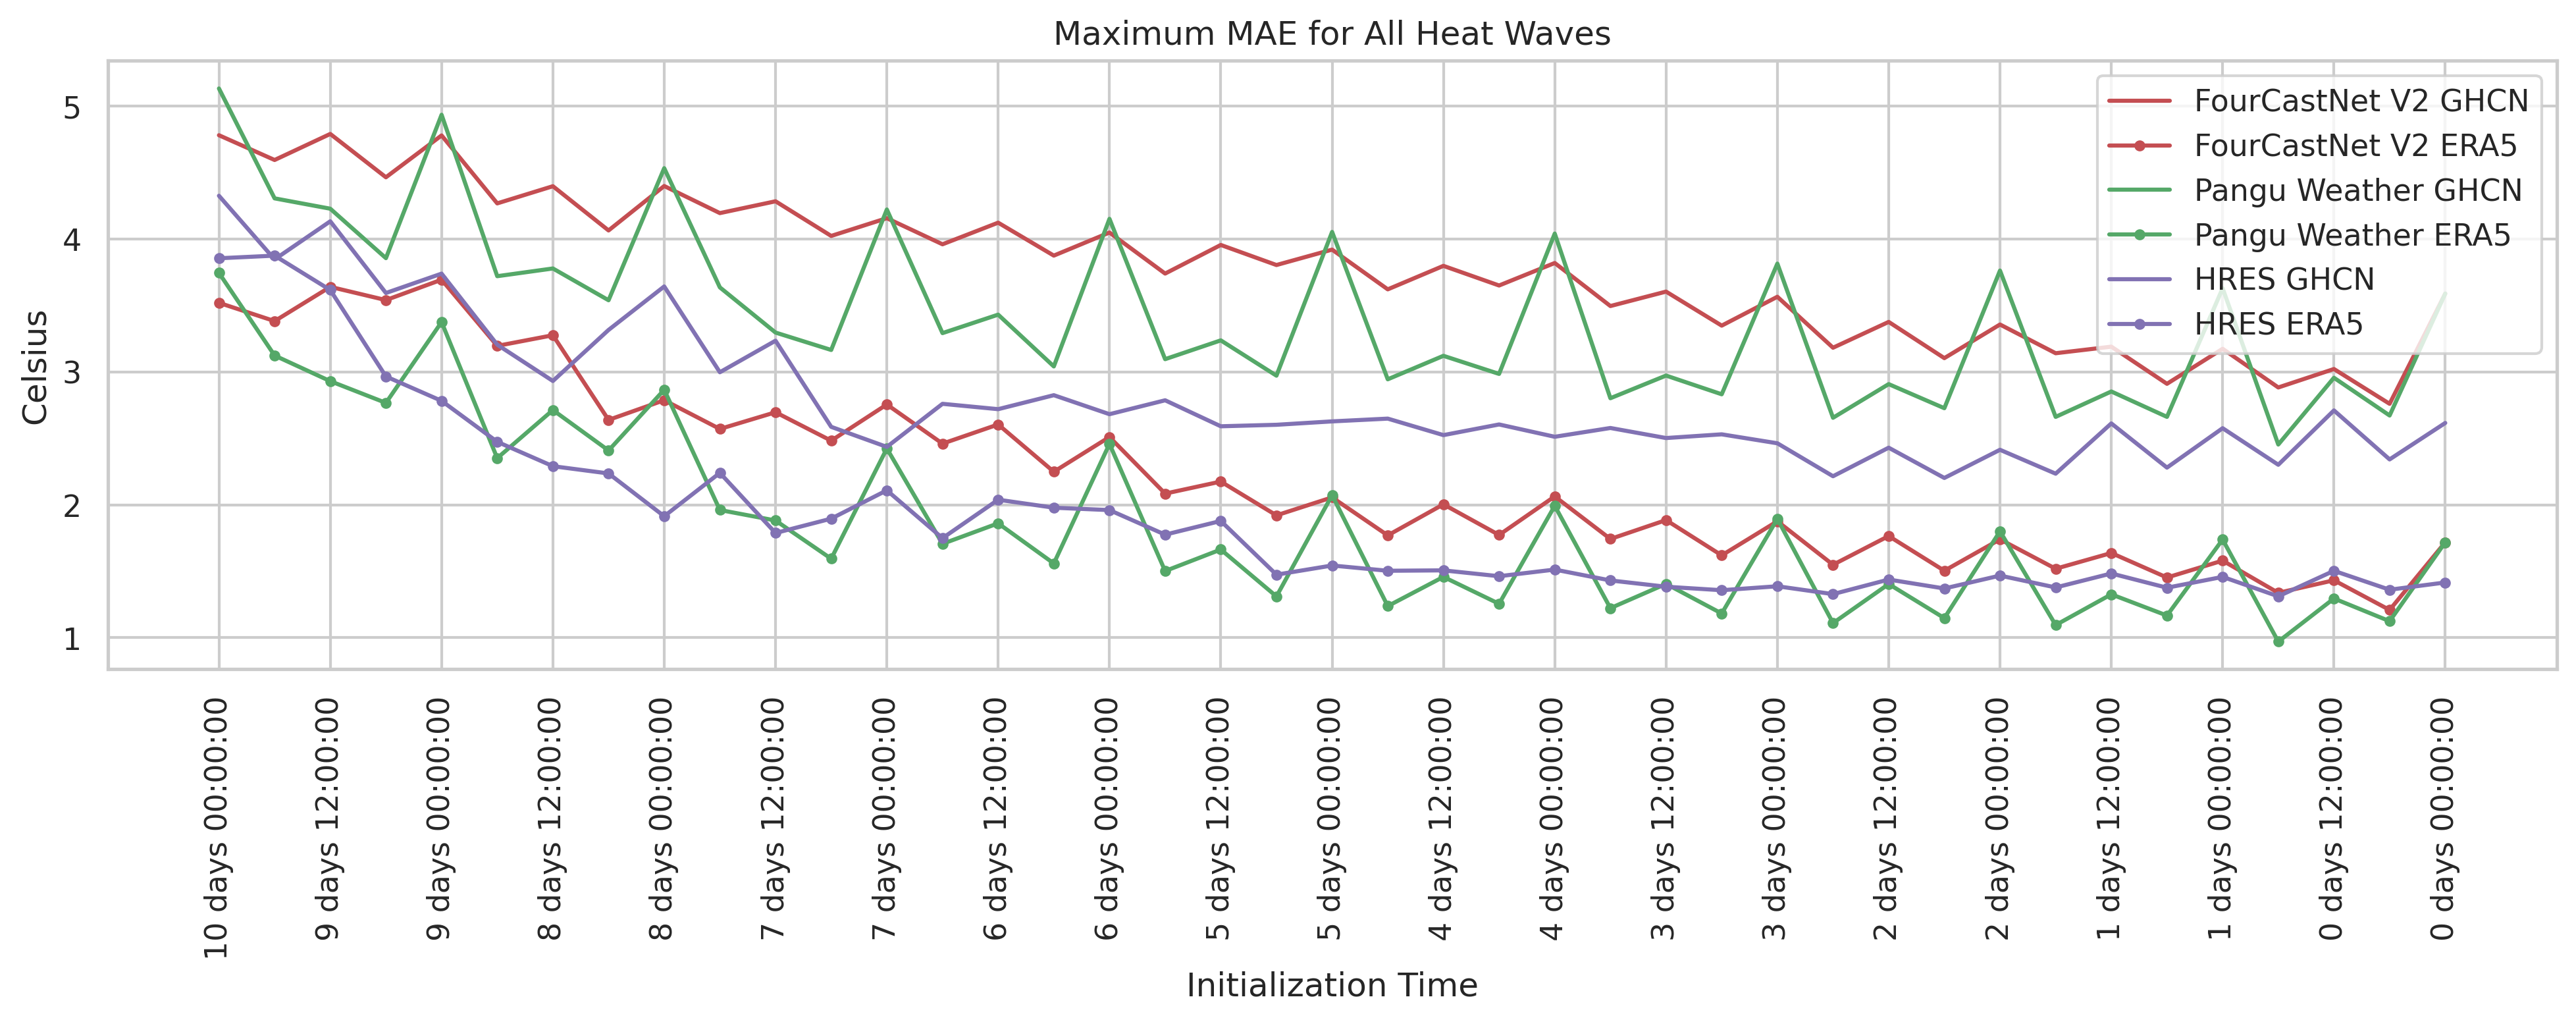 Maximum MAE for All Heat Waves
5
4
3
2
1
Celsius
FourCastNet V2 GHCN
FourCastNet V2 ERA5
Pangu Weather GHCN
Pangu Weather ERA5
HRES GHCN
HRES ERA5
10 days 00:00:00
9 days 12:00:00
9 days 00:00:00
8 days 12:00:00
8 days 00:00:00
7 days 12:00:00
7 days 00:00:00
6 days 12:00:00
6 days 00:00:00
5 days 12:00:00
5 days 00:00:00
4 days 12:00:00
4 days 00:00:00
3 days 12:00:00
3 days 00:00:00
2 days 12:00:00
2 days 00:00:00
1 days 12:00:00
1 days 00:00:00
0 days 12:00:00
0 days 00:00:00
Initialization Time